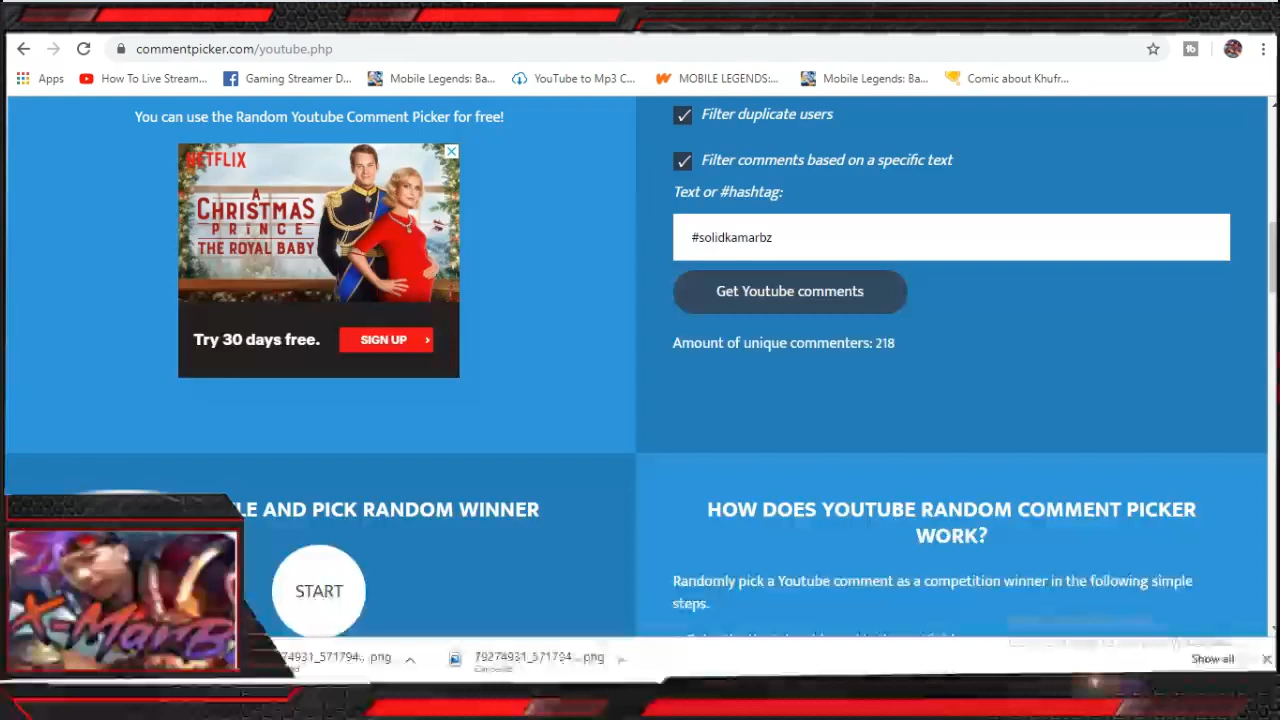 commentpicker.com/youtube.php
Apps How To Live Stream... Gaming Streamer D... Mobile Legends: Ba... YouTube to Mp3 C... MOBILE LEGENDS:... Mobile Legends: Ba... Comic about Khufr...
You can use the Random Youtube Comment Picker for free!
NETFLIX
A
CHRISTMAS
PRINCE
THE ROYAL BABY
Try 30 days free.
SIGN UP
Filter duplicate users
Filter comments based on a specific text
Text or #hashtag:
#solidkamarbz
Get Youtube comments
Amount of unique commenters: 218
LE AND PICK RANDOM WINNER
START
HOW DOES YOUTUBE RANDOM COMMENT PICKER
WORK?
Randomly pick a Youtube comment as a competition winner in the following simple
steps.
X-MarB
74931_571794....png
79274931_571794....png
Show all